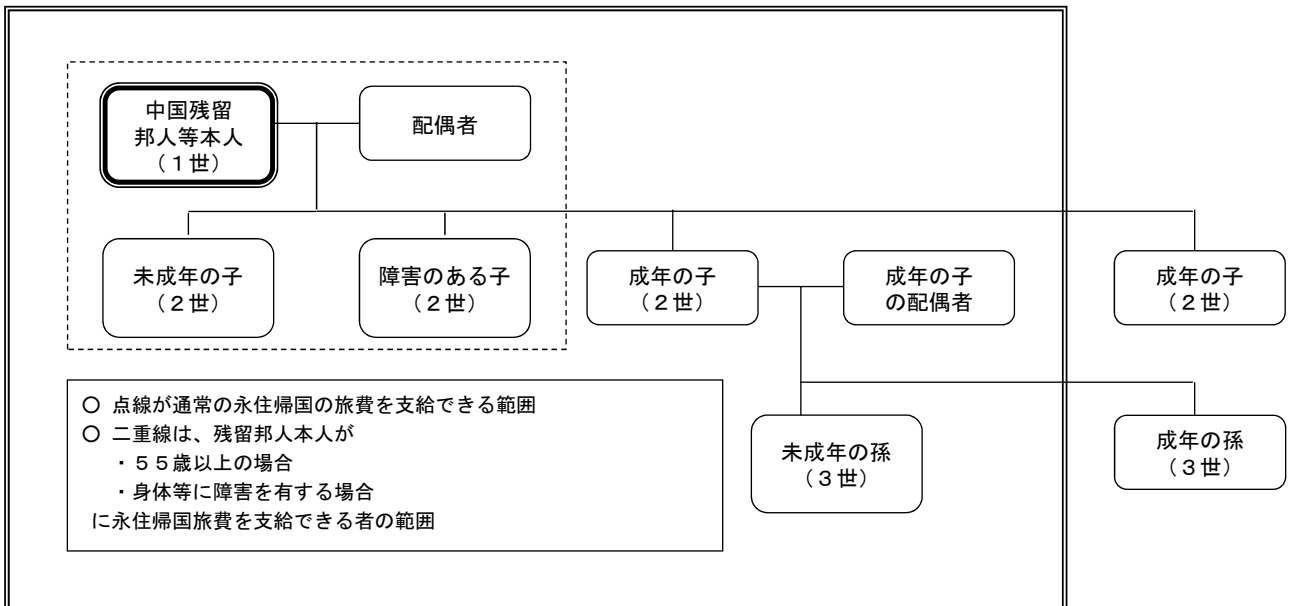 中国残留
邦人等本人
（１世）
配偶者
未成年の子
（２世）
障害のある子
（２世）
成年の子
（２世）
成年の子
の配偶者
成年の子
（２世）
○ 点線が通常の永住帰国の旅費を支給できる範囲
○ 二重線は、残留邦人本人が
・５５歳以上の場合
・身体等に障害を有する場合
に永住帰国旅費を支給できる者の範囲
未成年の孫
（３世）
成年の孫
（３世）